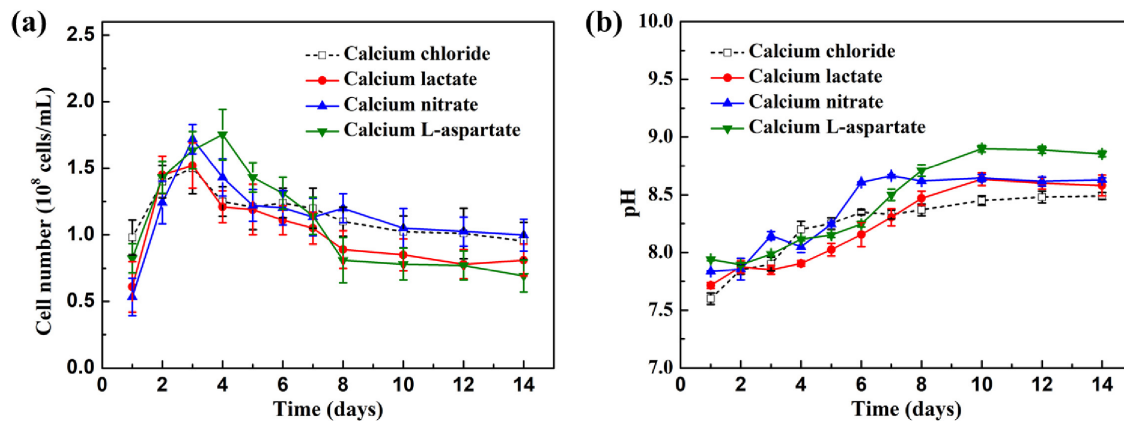 (a)
2.5
2.0
1.5
1.0
0.5
0.0
Cell number (10⁸ cells/mL)
Calcium chloride
Calcium lactate
Calcium nitrate
Calcium L-aspartate
0 2 4 6 8 10 12 14
Time (days)
(b)
10.0
9.5
9.0
8.5
8.0
7.5
7.0
pH
Calcium chloride
Calcium lactate
Calcium nitrate
Calcium L-aspartate
0 2 4 6 8 10 12 14
Time (days)